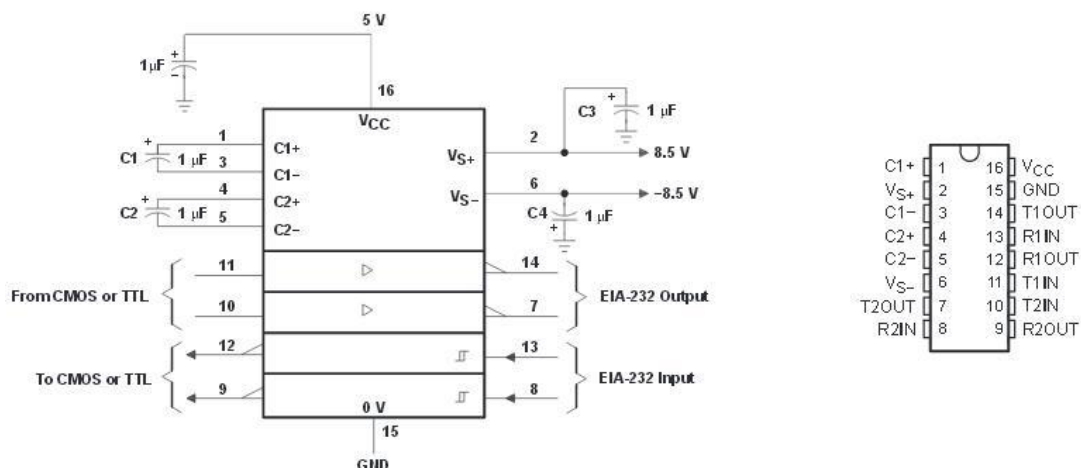 5 V
1μF
+
−
16
VCC
C1
+
1 μF
1
3
C1+
C1−
C2
+
1 μF
4
5
C2+
C2−
VS+
2
C3
+
1 μF
8.5 V
VS−
6
−8.5 V
C4
+
1 μF
From CMOS or TTL
11
10
14
7
EIA-232 Output
To CMOS or TTL
12
9
13
8
EIA-232 Input
0 V
15
GND
C1+ 1 16 VCC
VS+ 2 15 GND
C1− 3 14 T1OUT
C2+ 4 13 R1IN
C2− 5 12 R1OUT
VS− 6 11 T1IN
T2OUT 7 10 T2IN
R2IN 8 9 R2OUT